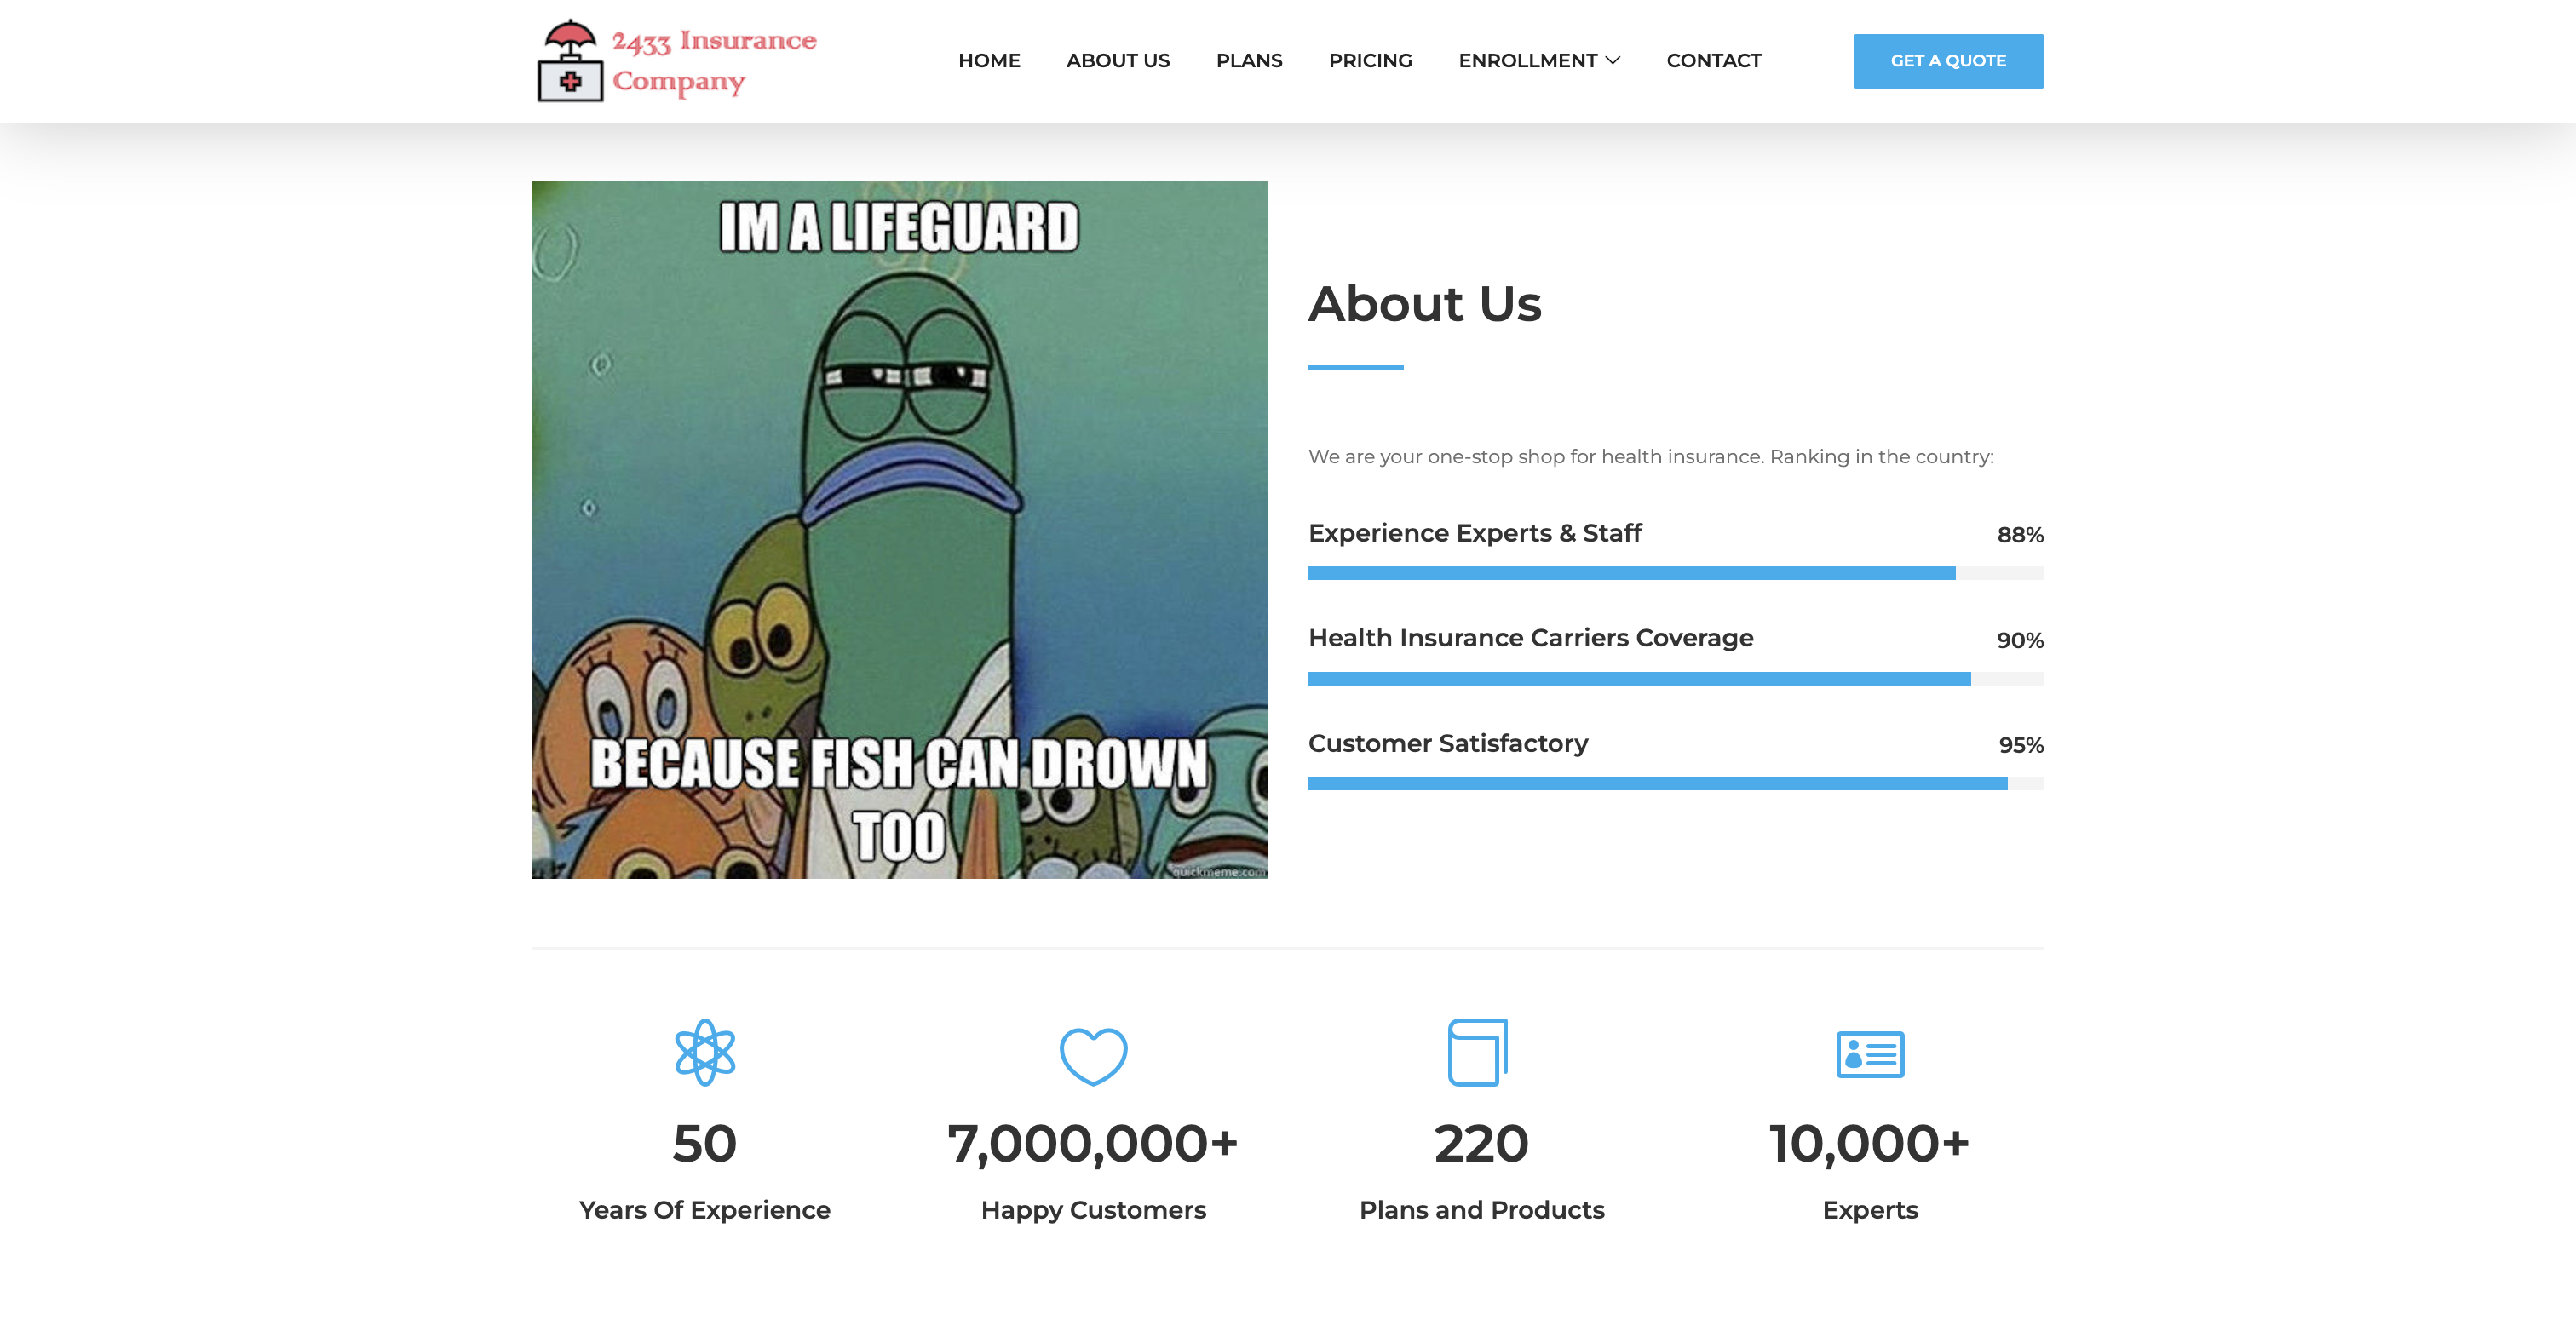 2433 Insurance
Company
HOME ABOUT US PLANS PRICING ENROLLMENT CONTACT GET A QUOTE
IM A LIFEGUARD
BECAUSE FISH CAN DROWN
TOO
quickmeme.com
About Us
We are your one-stop shop for health insurance. Ranking in the country:
Experience Experts & Staff 88%
Health Insurance Carriers Coverage 90%
Customer Satisfactory 95%
50 7,000,000+ 220 10,000+
Years Of Experience Happy Customers Plans and Products Experts